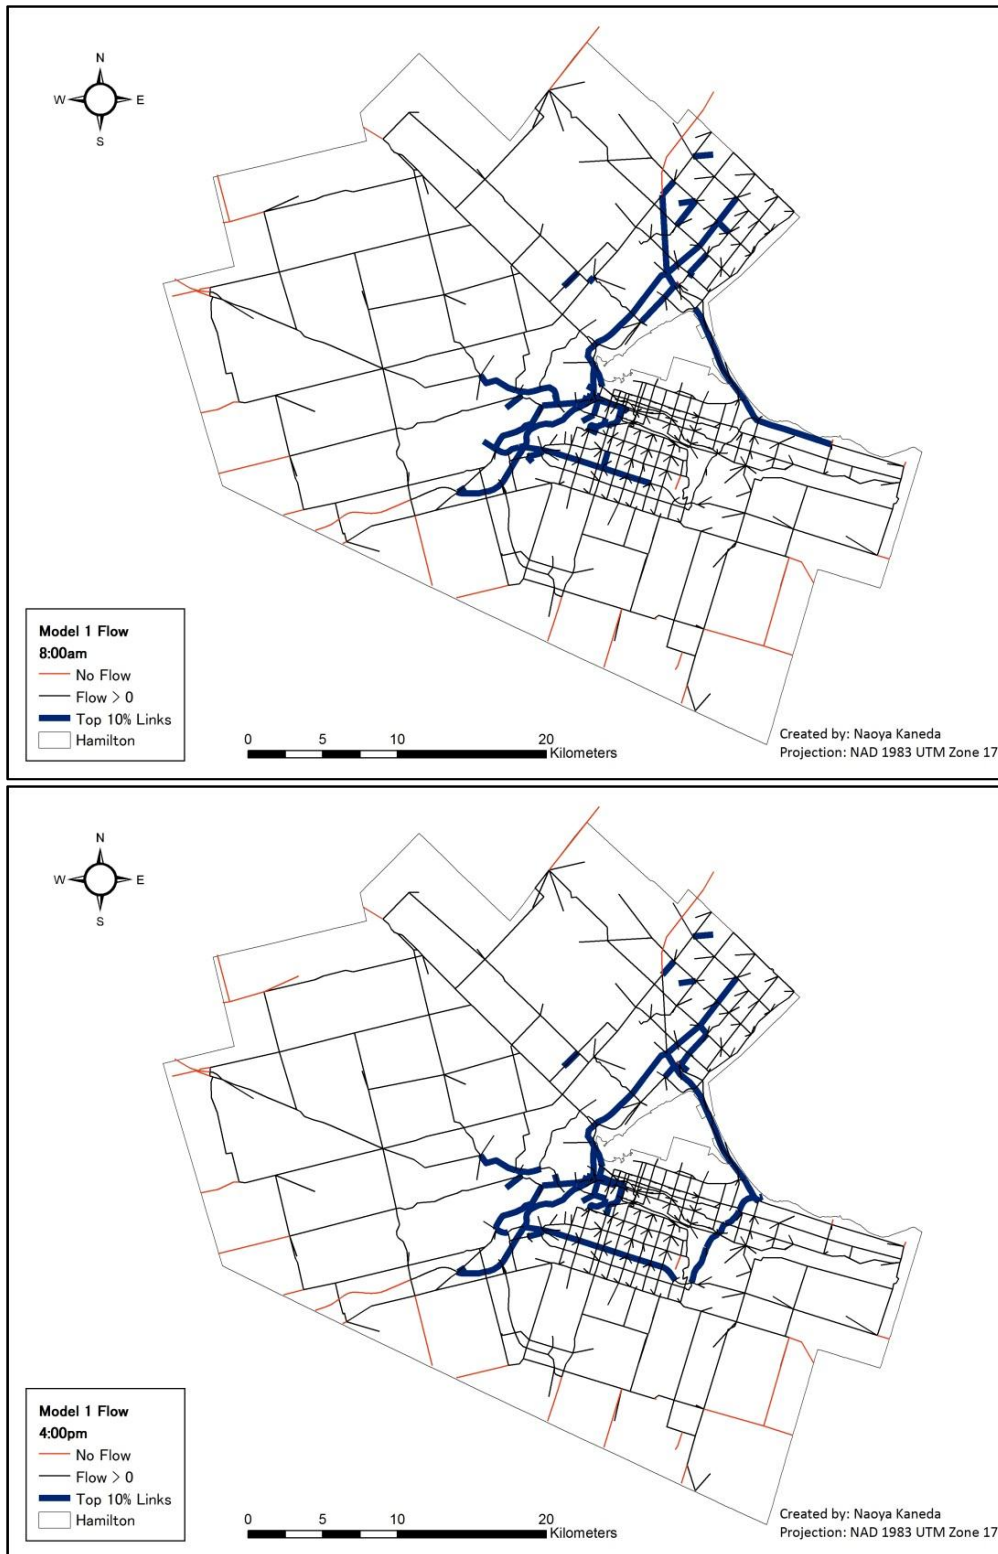 N
W E
S
Model 1 Flow
8:00am
No Flow
Flow > 0
Top 10% Links
Hamilton
0 5 10 20
Kilometers
Created by: Naoya Kaneda
Projection: NAD 1983 UTM Zone 17
N
W E
S
Model 1 Flow
4:00pm
No Flow
Flow > 0
Top 10% Links
Hamilton
0 5 10 20
Kilometers
Created by: Naoya Kaneda
Projection: NAD 1983 UTM Zone 17